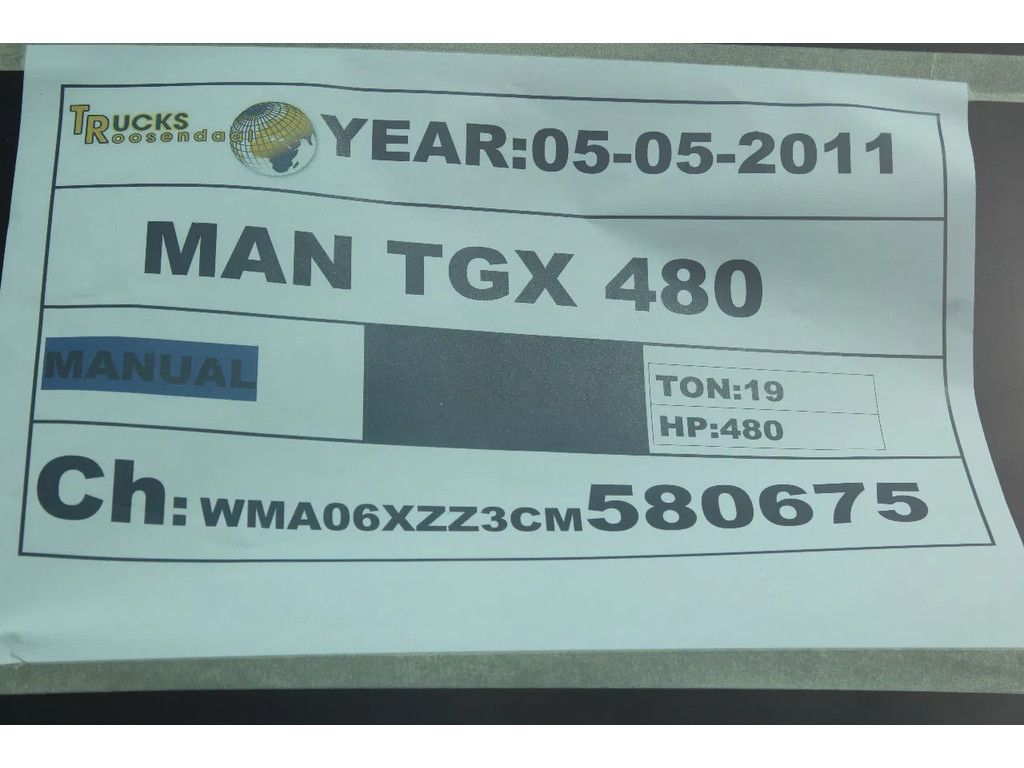 TRUCKS
Roosendaal
YEAR:05-05-2011
MAN TGX 480
MANUAL
TON:19
HP:480
Ch: WMA06XZZ3CM580675